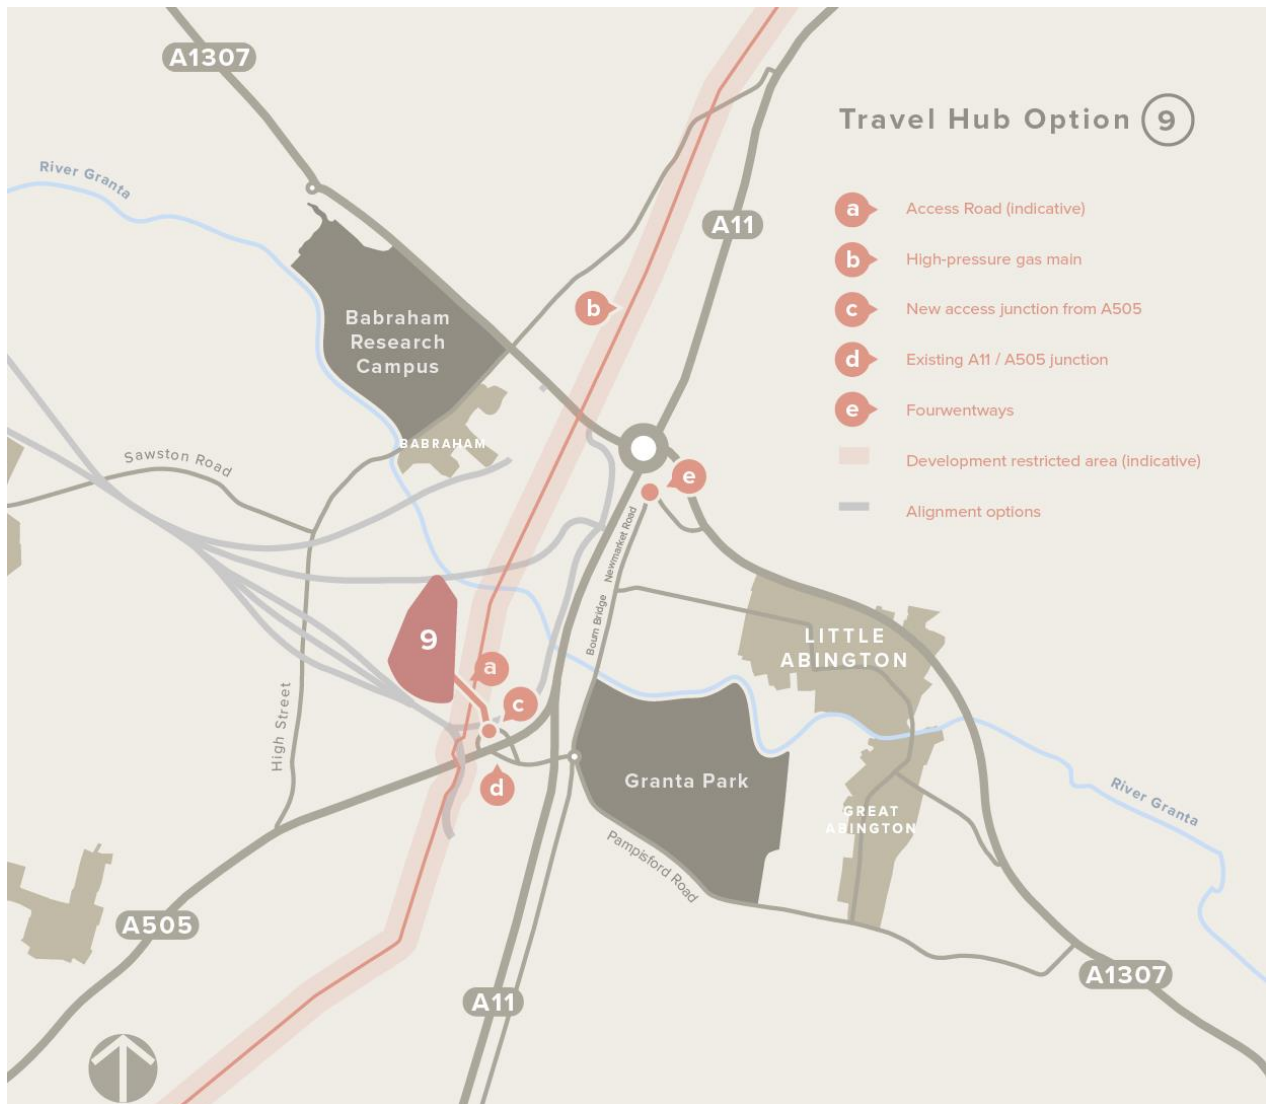 A1307
River Granta
Travel Hub Option 9
a Access Road (indicative)
A11
b High-pressure gas main
b
c New access junction from A505
Babraham
Research
Campus
d Existing A11 / A505 junction
e Fourwentways
BABRAHAM
Sawston Road
Development restricted area (indicative)
e
Alignment options
Newmarket Road
Bourn Bridge
9
LITTLE
ABINGTON
a
c
High Street
d
Granta Park
River Granta
GREAT
ABINGTON
Pampisford Road
A505
A1307
A11